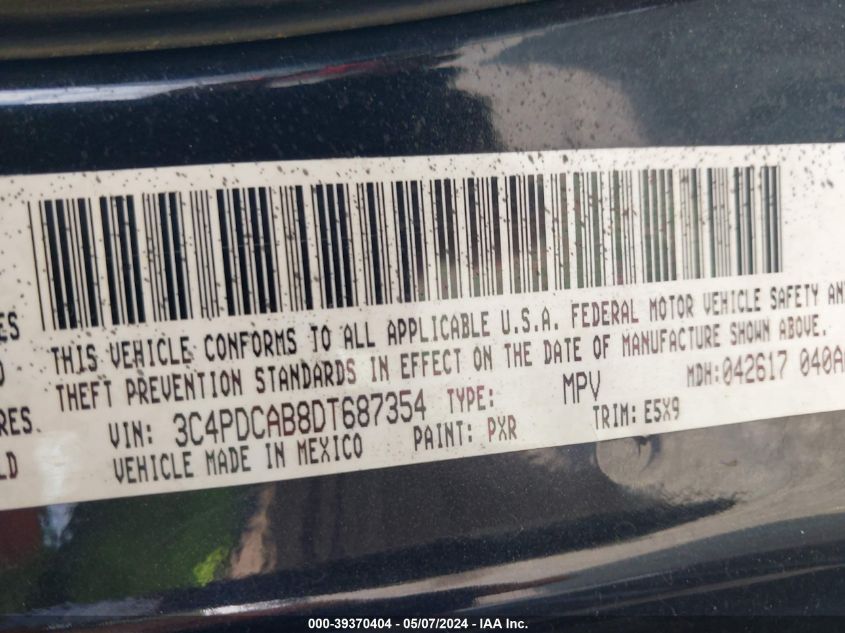 THIS VEHICLE CONFORMS TO ALL APPLICABLE U.S.A. FEDERAL MOTOR VEHICLE SAFETY AN
THEFT PREVENTION STANDARDS IN EFFECT ON THE DATE OF MANUFACTURE SHOWN ABOVE.
ES
RES.
LD
VIN: 3C4PDCAB8DT687354 TYPE: MPV MDH: 042617 040A
VEHICLE MADE IN MEXICO PAINT: PXR TRIM: E5X9
000-39370404 - 05/07/2024 - IAA Inc.